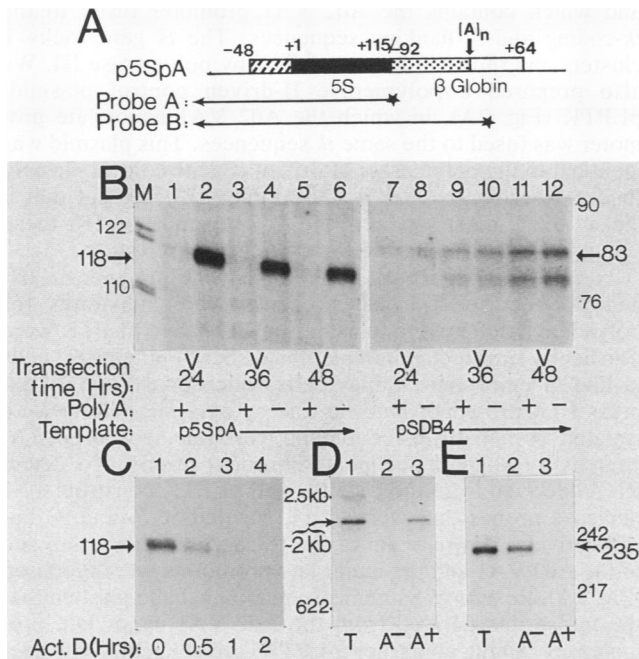 A
[A]n
-48 +1 +115/-92 +64
p5SpA
5S β Globin
Probe A:
Probe B:
B M 1 2 3 4 5 6 7 8 9 10 11 12
90
122
118 83
110
76
Transfection time (Hrs): 24 36 48 24 36 48
Poly A: + - + - + - + - + - + -
Template: p5SpA pSDB4
C 1 2 3 4 D 1 2 3 E 1 2 3
2.5kb
118
-2kb
242
235
217
622
Act. D(Hrs): 0 0.5 1 2 T A- A+ T A- A+